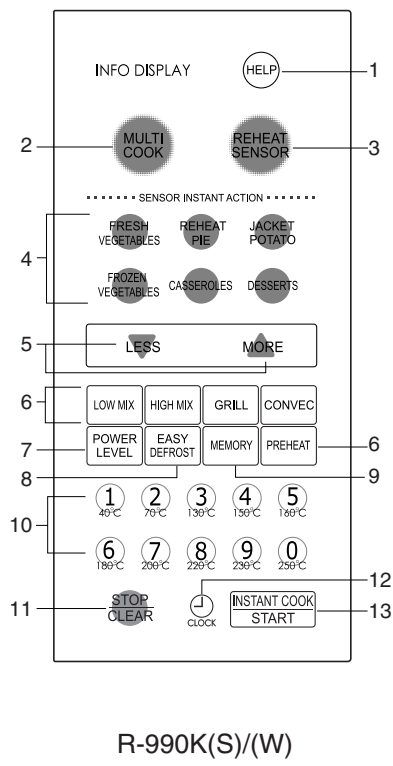 INFO DISPLAY
HELP
1
2
MULTI
COOK
REHEAT
SENSOR
3
SENSOR INSTANT ACTION
4
FRESH
VEGETABLES
REHEAT
PIE
JACKET
POTATO
FROZEN
VEGETABLES
CASSEROLES
DESSERTS
5
LESS
MORE
6
LOW MIX
HIGH MIX
GRILL
CONVEC
7
POWER
LEVEL
EASY
DEFROST
MEMORY
PREHEAT
6
8
9
10
1
40°C
2
70°C
3
130°C
4
150°C
5
160°C
6
180°C
7
200°C
8
220°C
9
230°C
0
250°C
11
STOP
CLEAR
12
CLOCK
INSTANT COOK
START
13
R-990K(S)/(W)